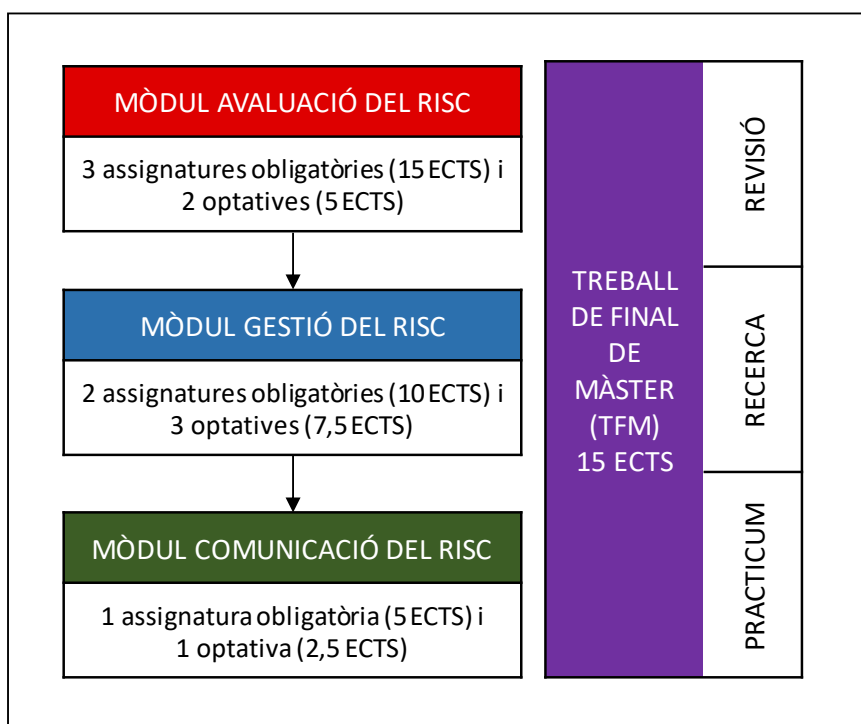 MÒDUL AVALUACIÓ DEL RISC
3 assignatures obligatòries (15 ECTS) i
2 optatives (5 ECTS)
MÒDUL GESTIÓ DEL RISC
2 assignatures obligatòries (10 ECTS) i
3 optatives (7,5 ECTS)
MÒDUL COMUNICACIÓ DEL RISC
1 assignatura obligatòria (5 ECTS) i
1 optativa (2,5 ECTS)
TREBALL
DE FINAL
DE
MÀSTER
(TFM)
15 ECTS
REVISIÓ
RECERCA
PRACTICUM